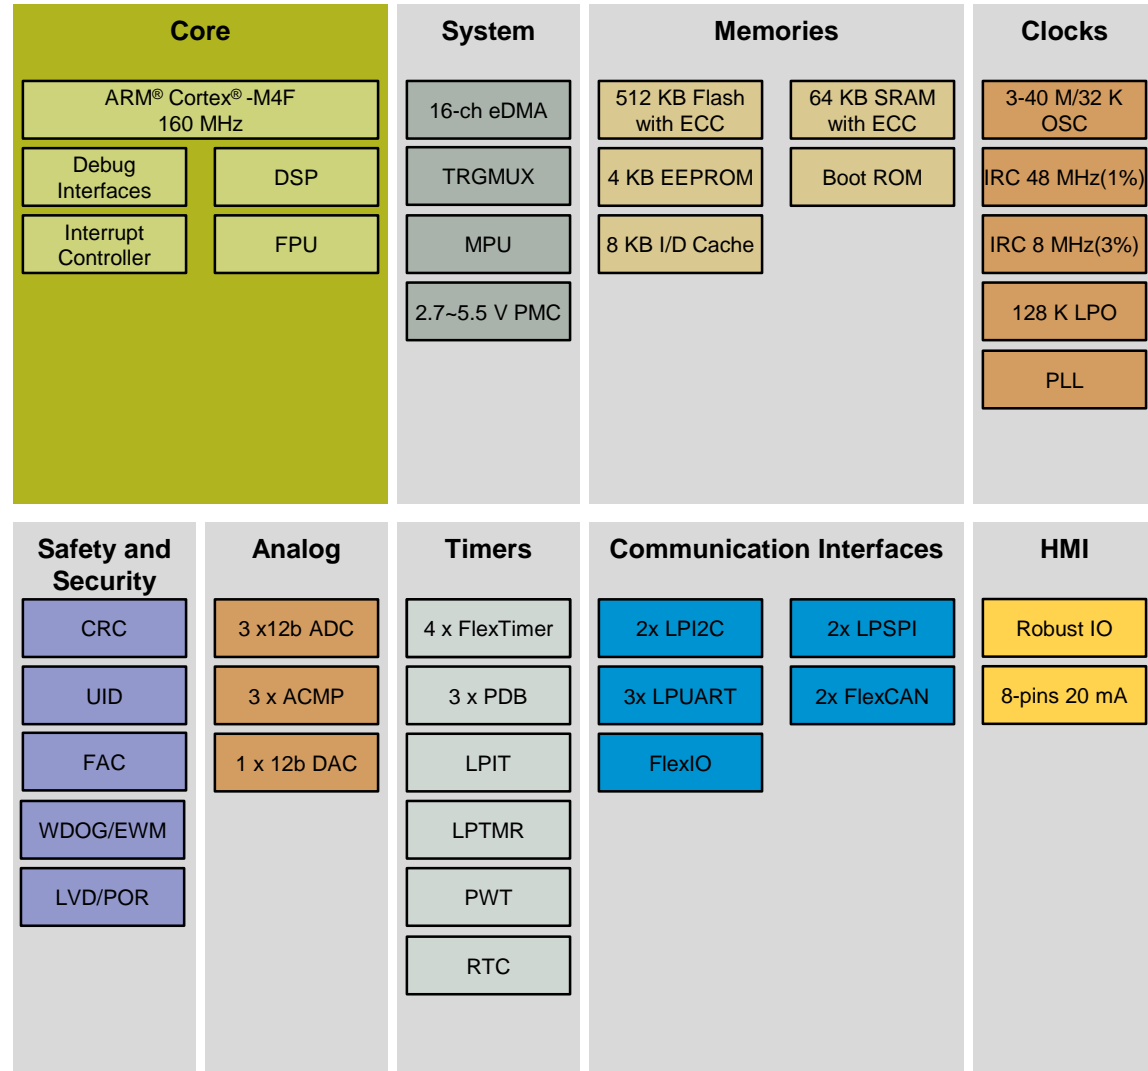 Core
ARM® Cortex® -M4F
160 MHz
Debug
Interfaces
DSP
Interrupt
Controller
FPU
System
16-ch eDMA
TRGMUX
MPU
2.7~5.5 V PMC
Memories
512 KB Flash
with ECC
64 KB SRAM
with ECC
4 KB EEPROM
Boot ROM
8 KB I/D Cache
Clocks
3-40 M/32 K
OSC
IRC 48 MHz(1%)
IRC 8 MHz(3%)
128 K LPO
PLL
Safety and
Security
CRC
UID
FAC
WDOG/EWM
LVD/POR
Analog
3 x12b ADC
3 x ACMP
1 x 12b DAC
Timers
4 x FlexTimer
3 x PDB
LPIT
LPTMR
PWT
RTC
Communication Interfaces
2x LPI2C
2x LPSPI
3x LPUART
2x FlexCAN
FlexIO
HMI
Robust IO
8-pins 20 mA